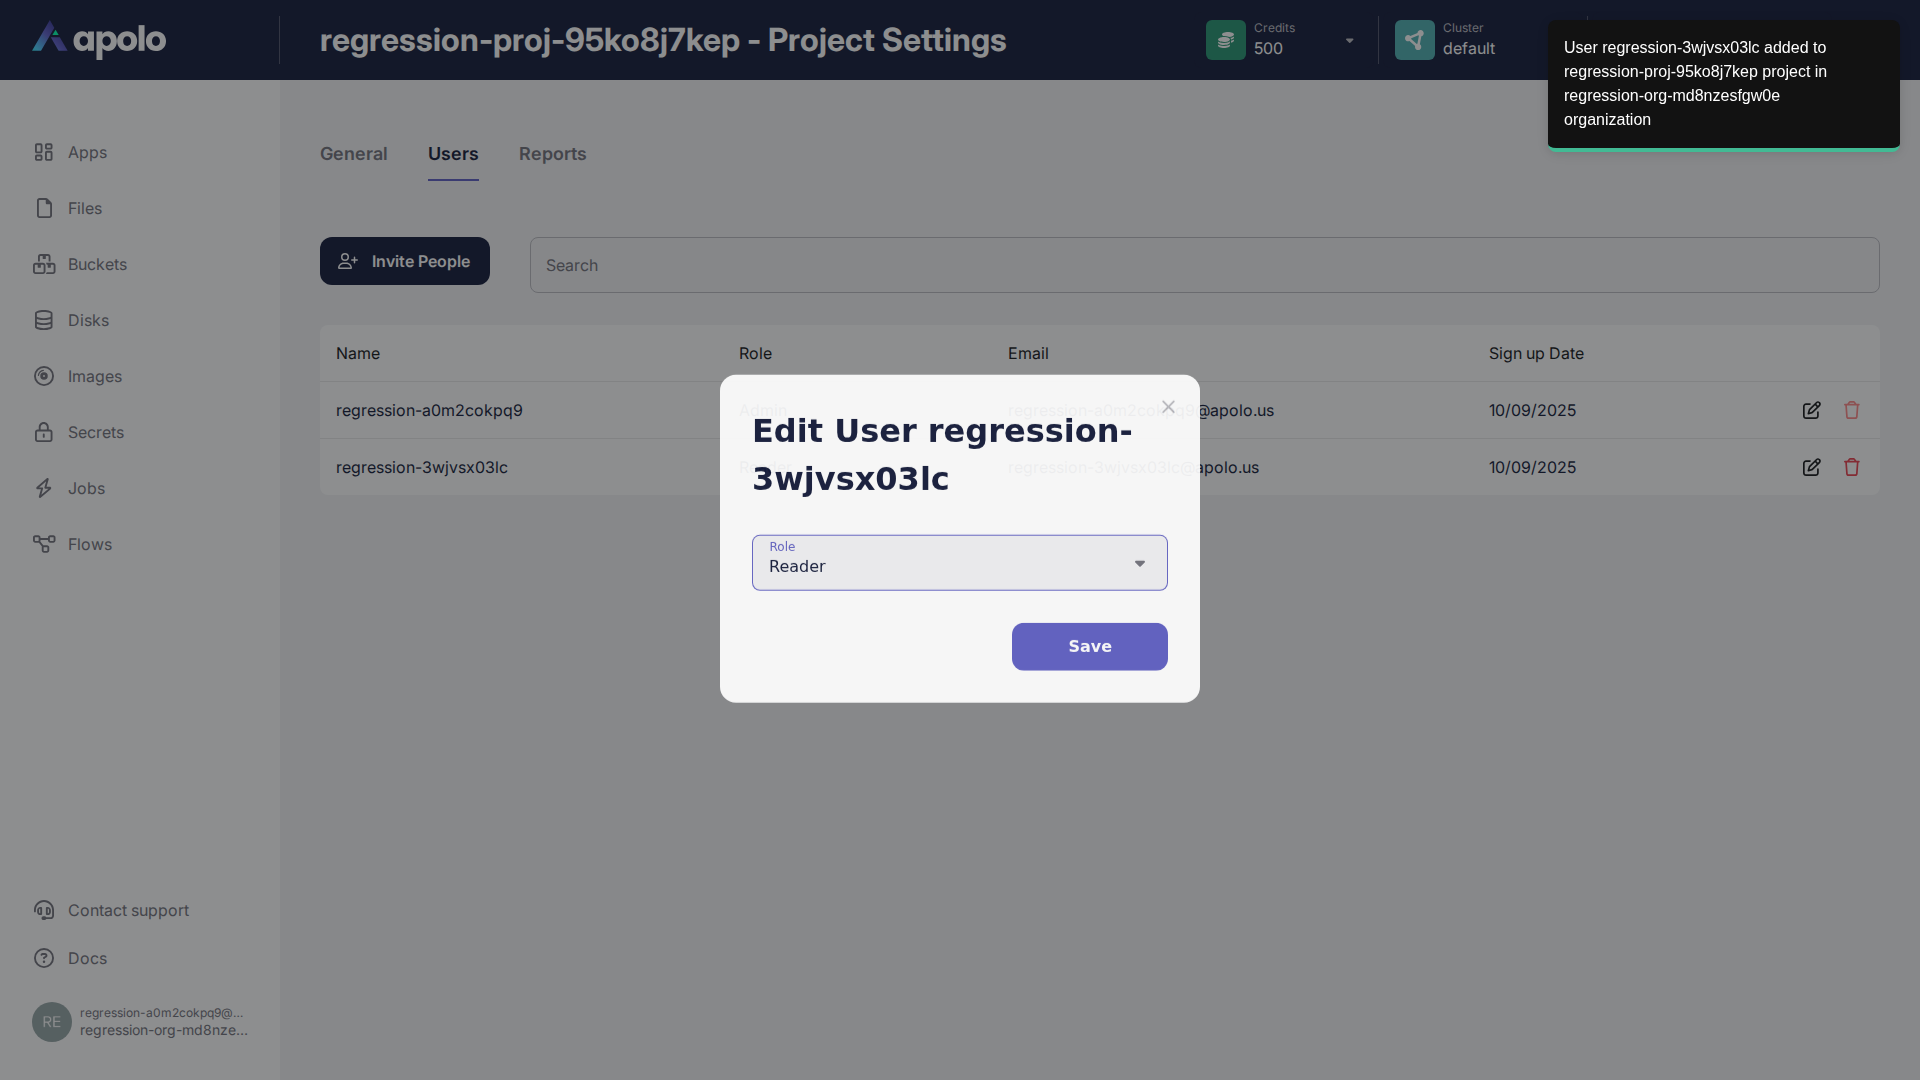 apolo
regression-proj-95ko8j7kep - Project Settings
Credits
500
Cluster
default
User regression-3wjvsx03lc added to
regression-proj-95ko8j7kep project in
regression-org-md8nzesfgw0e
organization
Apps
Files
Buckets
Disks
Images
Secrets
Jobs
Flows
Contact support
Docs
RE
regression-a0m2cokpq9@...
regression-org-md8nze...
General
Users
Reports
Invite People
Search
Name
Role
Email
Sign up Date
regression-a0m2cokpq9
Admin
regression-a0m2cokpq9@apolo.us
10/09/2025
regression-3wjvsx03lc
Reader
regression-3wjvsx03lc@apolo.us
10/09/2025
Edit User regression-
3wjvsx03lc
Role
Reader
Save